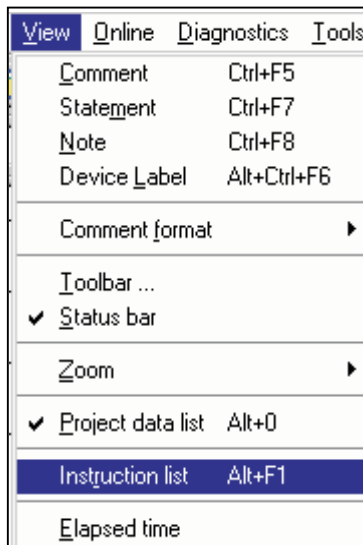 View Online Diagnostics Tools
Comment Ctrl+F5
Statement Ctrl+F7
Note Ctrl+F8
Device Label Alt+Ctrl+F6
Comment format
Toolbar ...
Status bar
Zoom
Project data list Alt+0
Instruction list Alt+F1
Elapsed time